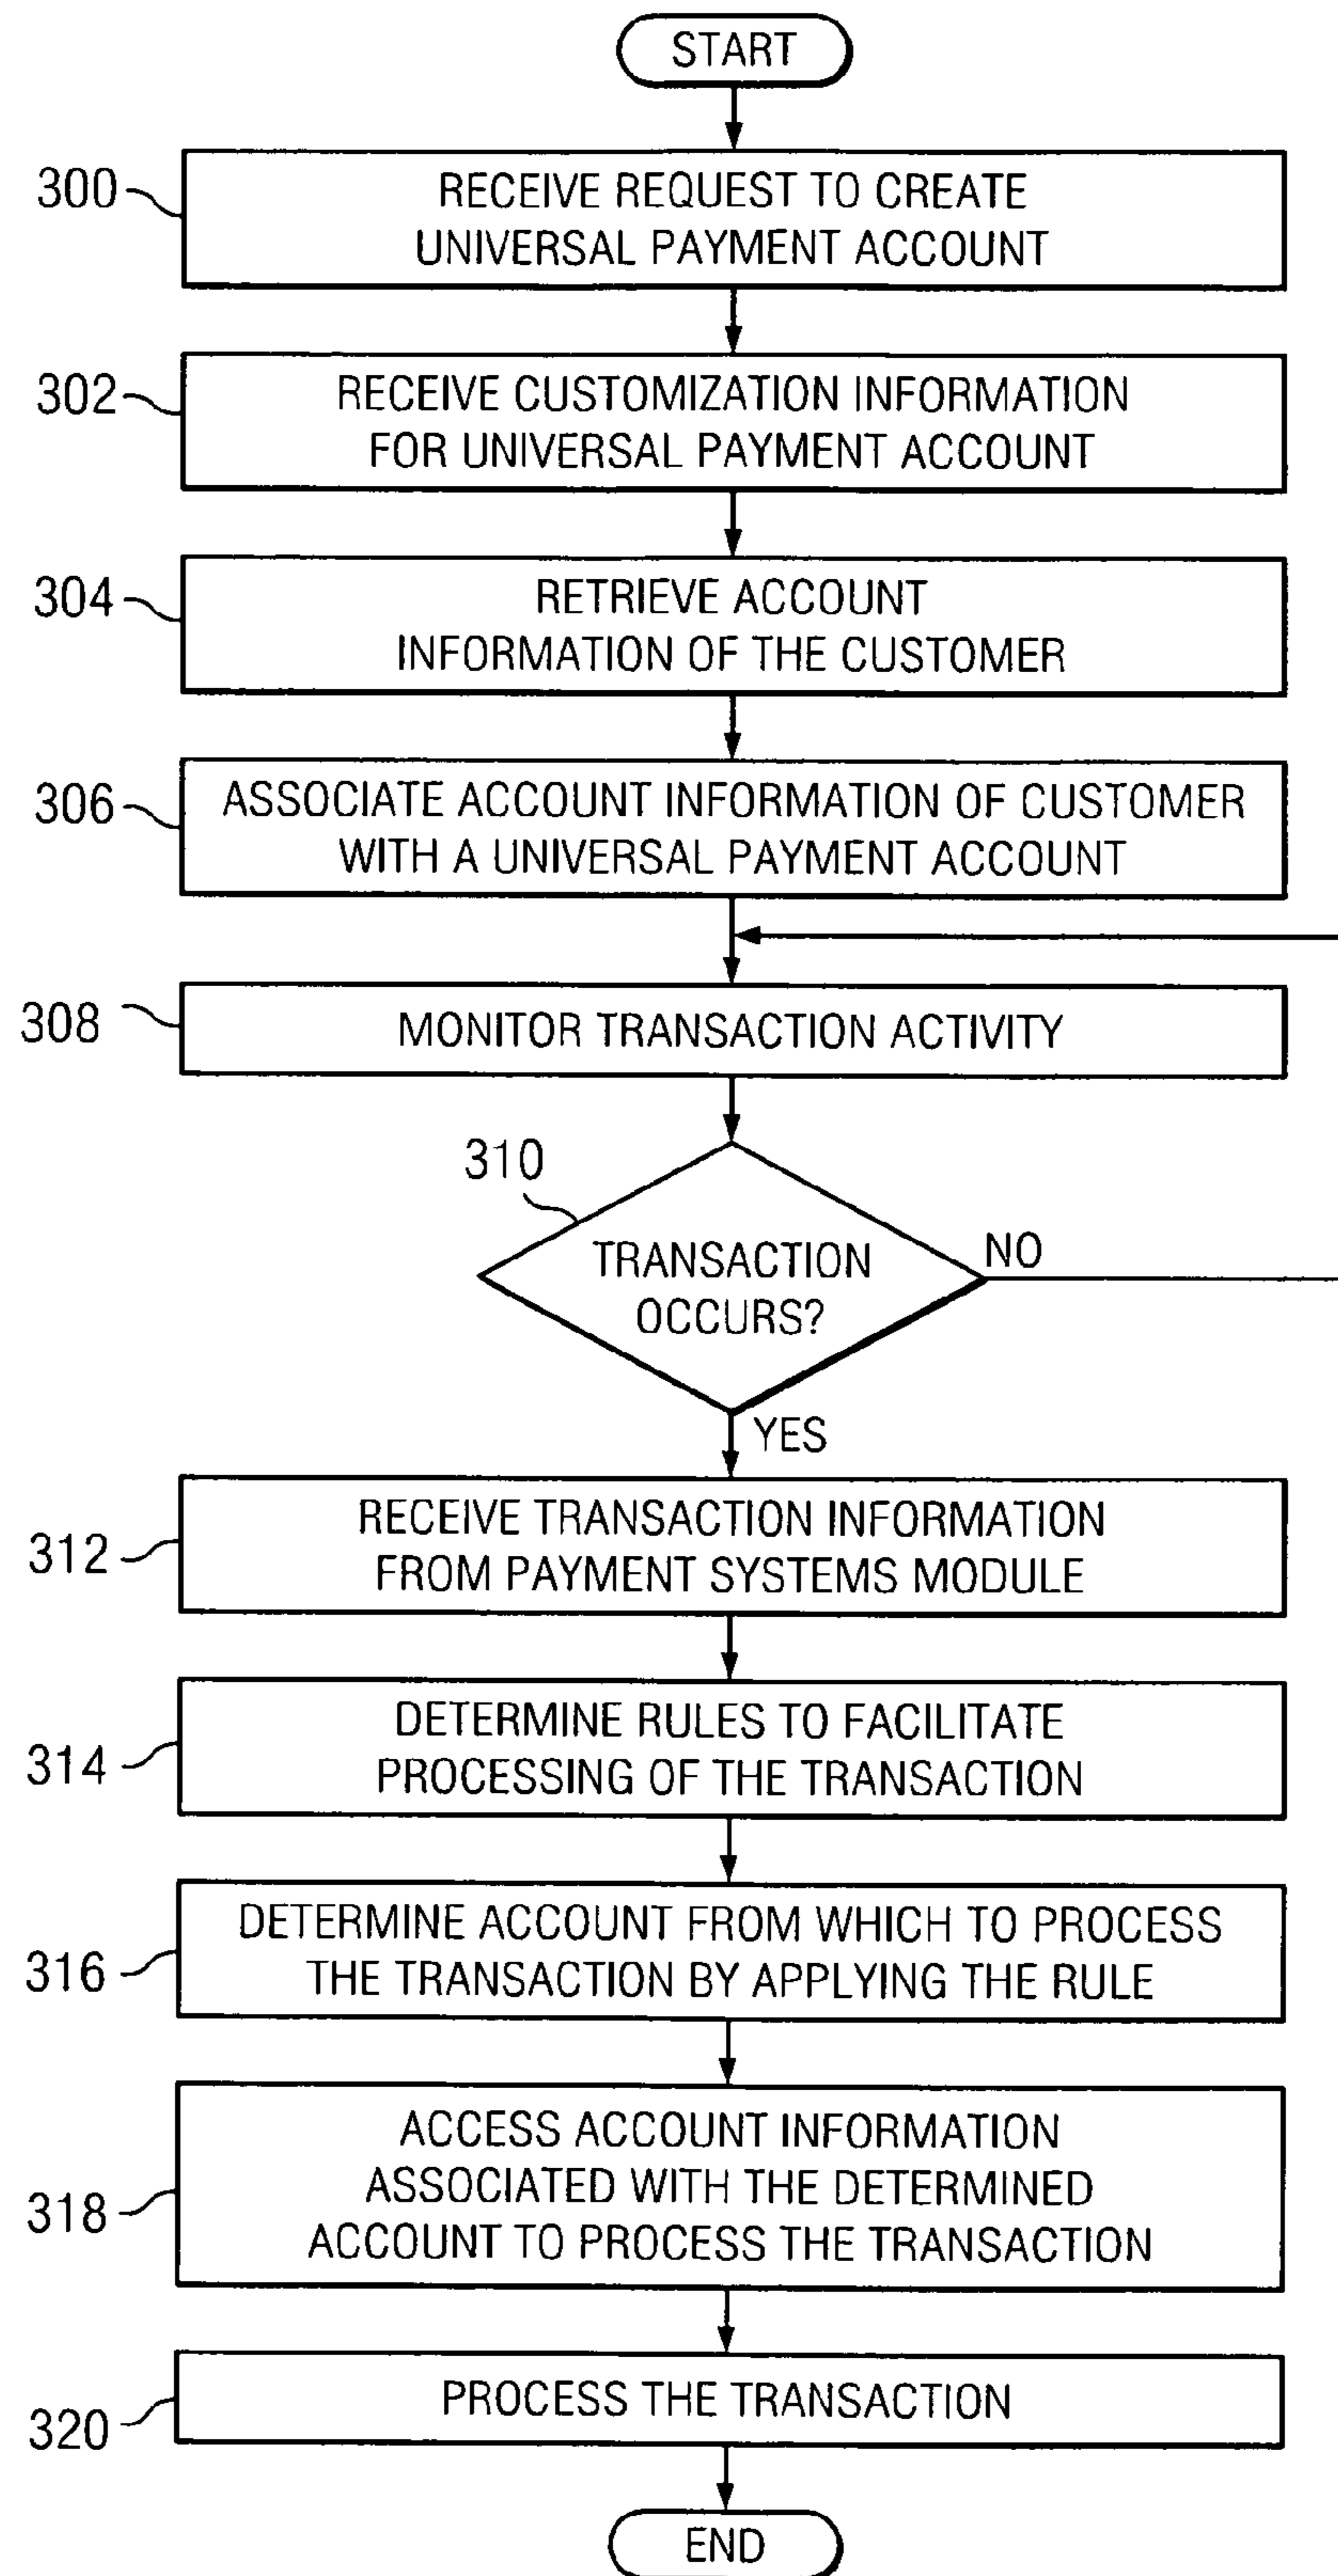 START
300
RECEIVE REQUEST TO CREATE
UNIVERSAL PAYMENT ACCOUNT
302
RECEIVE CUSTOMIZATION INFORMATION
FOR UNIVERSAL PAYMENT ACCOUNT
304
RETRIEVE ACCOUNT
INFORMATION OF THE CUSTOMER
306
ASSOCIATE ACCOUNT INFORMATION OF CUSTOMER
WITH A UNIVERSAL PAYMENT ACCOUNT
308
MONITOR TRANSACTION ACTIVITY
310
TRANSACTION
OCCURS?
NO
YES
312
RECEIVE TRANSACTION INFORMATION
FROM PAYMENT SYSTEMS MODULE
314
DETERMINE RULES TO FACILITATE
PROCESSING OF THE TRANSACTION
316
DETERMINE ACCOUNT FROM WHICH TO PROCESS
THE TRANSACTION BY APPLYING THE RULE
318
ACCESS ACCOUNT INFORMATION
ASSOCIATED WITH THE DETERMINED
ACCOUNT TO PROCESS THE TRANSACTION
320
PROCESS THE TRANSACTION
END